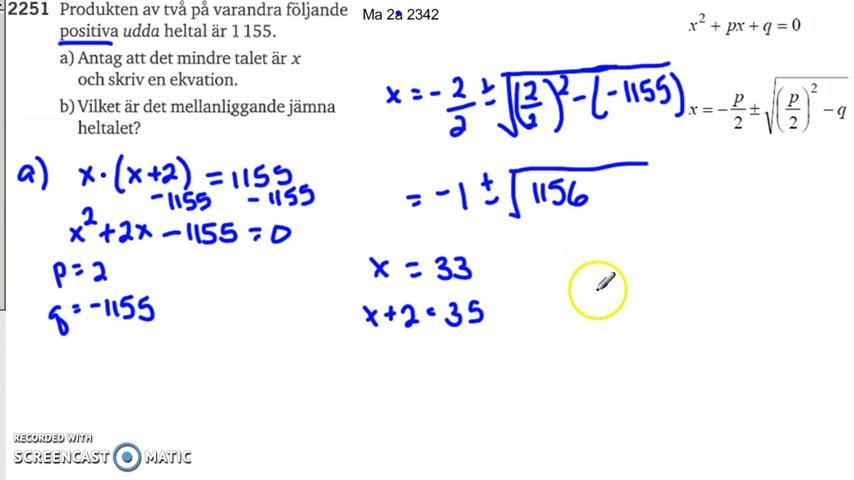 2251 Produkten av två på varandra följande
positiva udda heltal är 1 155.
a) Antag att det mindre talet är x
och skriv en ekvation.
b) Vilket är det mellanliggande jämna
heltalet?
Ma 2a 2342
x² + px + q = 0
x = -p/2 ± √((p/2)² - q)
a) x·(x+2) = 1155
-1155 -1155
x²+2x-1155=0
p=2
q=-1155
x = -2/2 ± √((2/2)² - (-1155))
= -1 ± √1156
x = 33
x+2=35
RECORDED WITH
SCREENCAST O MATIC